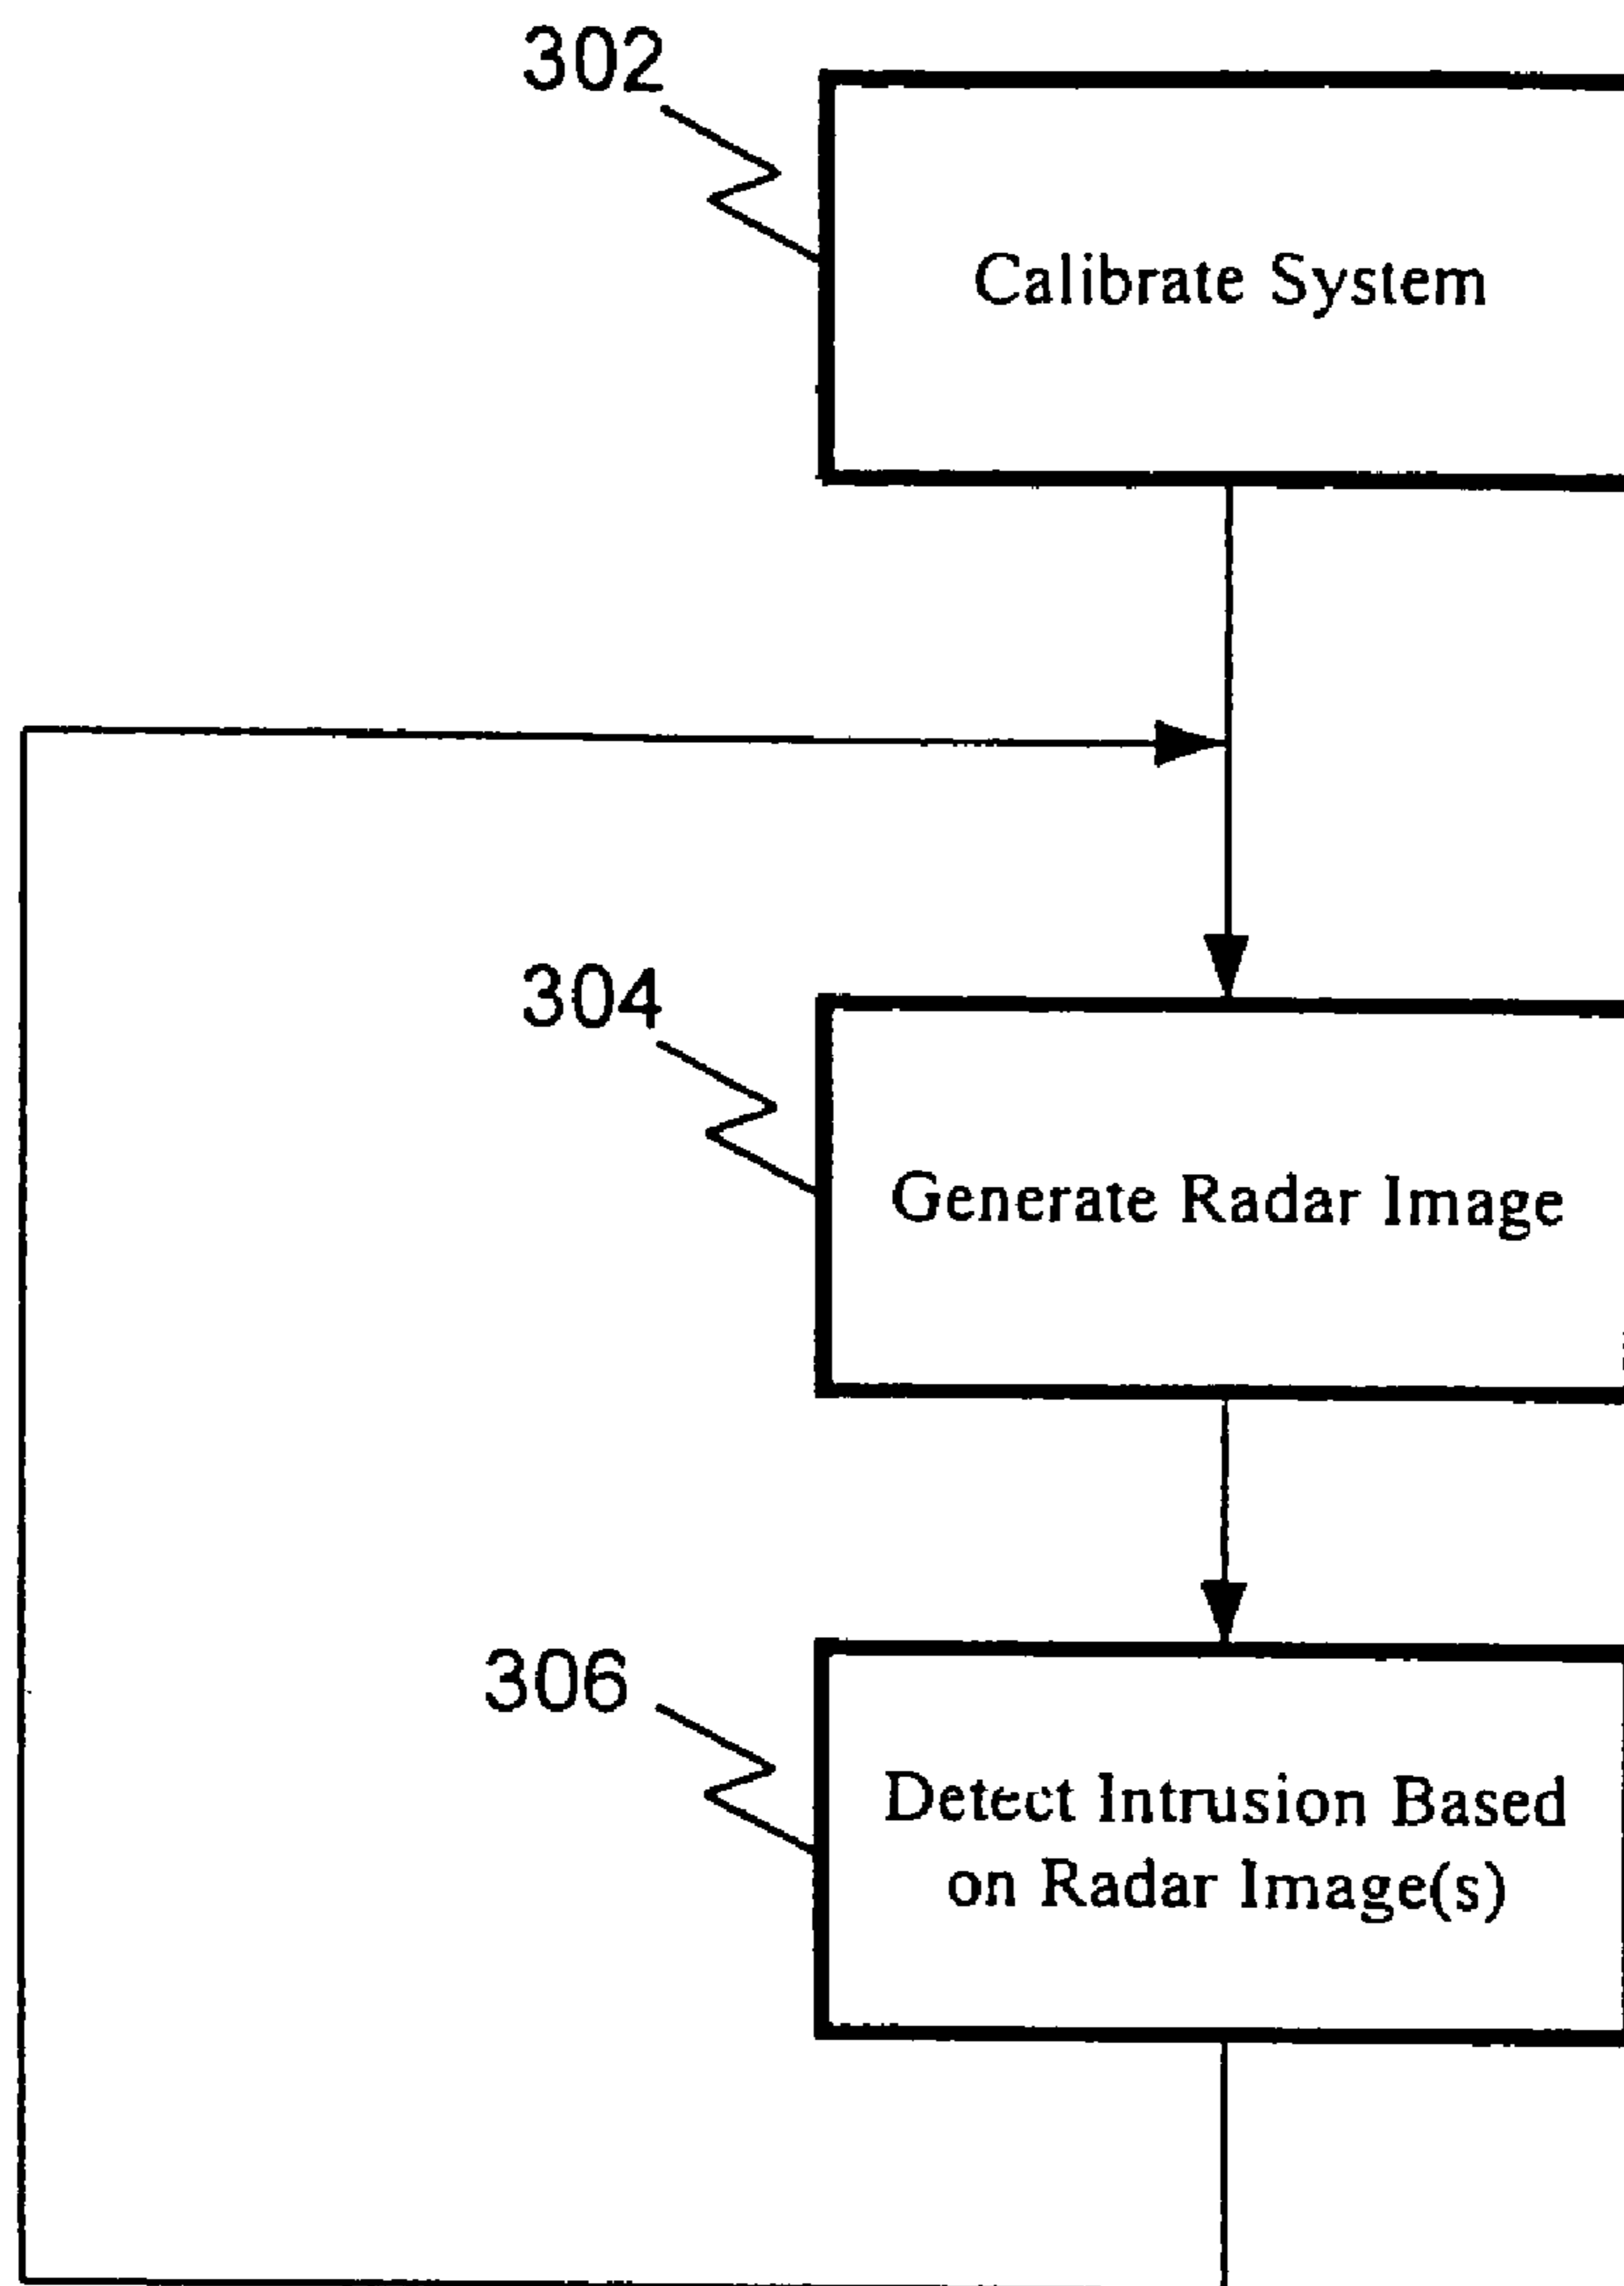 302
Calibrate System
304
Generate Radar Image
306
Detect Intrusion Based
on Radar Image(s)